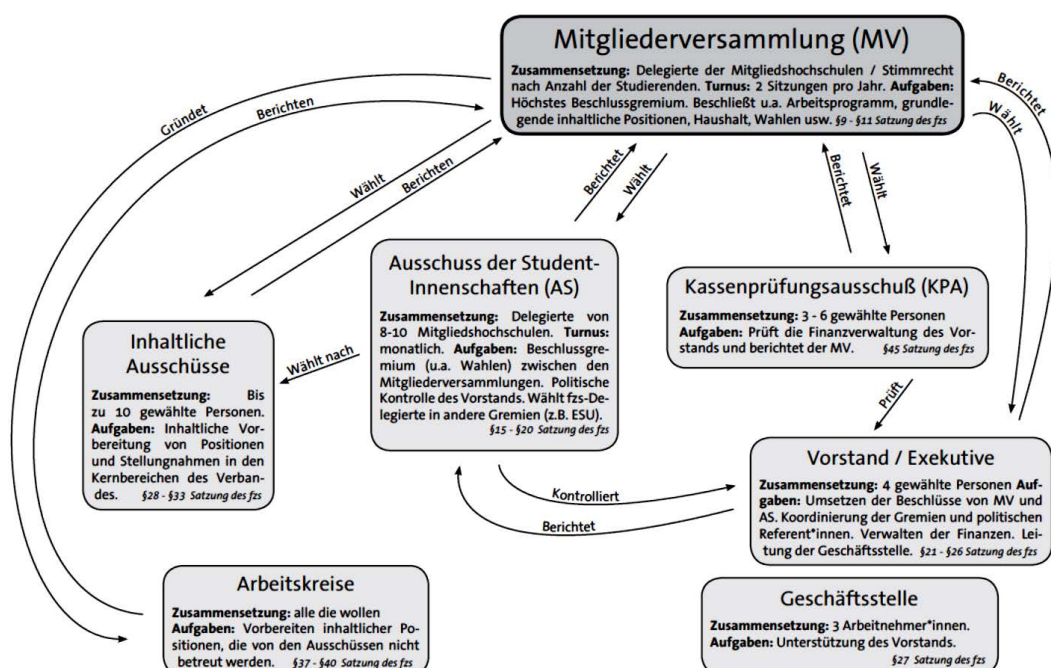 Mitgliederversammlung (MV)
Zusammensetzung: Delegierte der Mitgliedshochschulen / Stimmrecht
nach Anzahl der Studierenden. Turnus: 2 Sitzungen pro Jahr. Aufgaben:
Höchstes Beschlussgremium. Beschließt u.a. Arbeitsprogramm, grundle-
gende inhaltliche Positionen, Haushalt, Wahlen usw. §9 - §11 Satzung des fzs
Gründet
Berichten
Wählt
Berichten
Berichtet
Wählt
Berichtet
Wählt
Berichtet
Wählt
Ausschuss der Student-
Innenschaften (AS)
Zusammensetzung: Delegierte von
8-10 Mitgliedshochschulen. Turnus:
monatlich. Aufgaben: Beschlussgre-
mium (u.a. Wahlen) zwischen den
Mitgliederversammlungen. Politische
Kontrolle des Vorstands. Wählt fzs-De-
legierte in andere Gremien (z.B. ESU).
§15 - §20 Satzung des fzs
Kassenprüfungsausschuß (KPA)
Zusammensetzung: 3 - 6 gewählte Personen
Aufgaben: Prüft die Finanzverwaltung des Vor-
stands und berichtet der MV. §45 Satzung des fzs
Inhaltliche
Ausschüsse
Zusammensetzung: Bis
zu 10 gewählte Personen.
Aufgaben: Inhaltliche Vor-
bereitung von Positionen
und Stellungnahmen in den
Kernbereichen des Verban-
des. §28 - §33 Satzung des fzs
Wählt nach
Prüft
Kontrolliert
Berichtet
Vorstand / Exekutive
Zusammensetzung: 4 gewählte Personen Auf-
gaben: Umsetzen der Beschlüsse von MV und
AS. Koordinierung der Gremien und politischen
Referent*innen. Verwalten der Finanzen. Lei-
tung der Geschäftsstelle. §21 - §26 Satzung des fzs
Arbeitskreise
Zusammensetzung: alle die wollen
Aufgaben: Vorbereiten inhaltlicher Po-
sitionen, die von den Ausschüssen nicht
betreut werden. §37 - §40 Satzung des fzs
Geschäftsstelle
Zusammensetzung: 3 Arbeitnehmer*innen.
Aufgaben: Unterstützung des Vorstands.
§27 Satzung des fzs